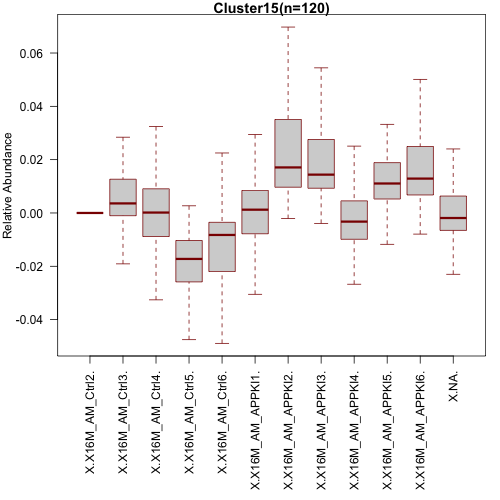 Cluster15(n=120)
Relative Abundance
0.06
0.04
0.02
0.00
-0.02
-0.04
X.X16M_AM_Ctrl2.
X.X16M_AM_Ctrl3.
X.X16M_AM_Ctrl4.
X.X16M_AM_Ctrl5.
X.X16M_AM_Ctrl6.
X.X16M_AM_APPKI1.
X.X16M_AM_APPKI2.
X.X16M_AM_APPKI3.
X.X16M_AM_APPKI4.
X.X16M_AM_APPKI5.
X.X16M_AM_APPKI6.
X.NA.